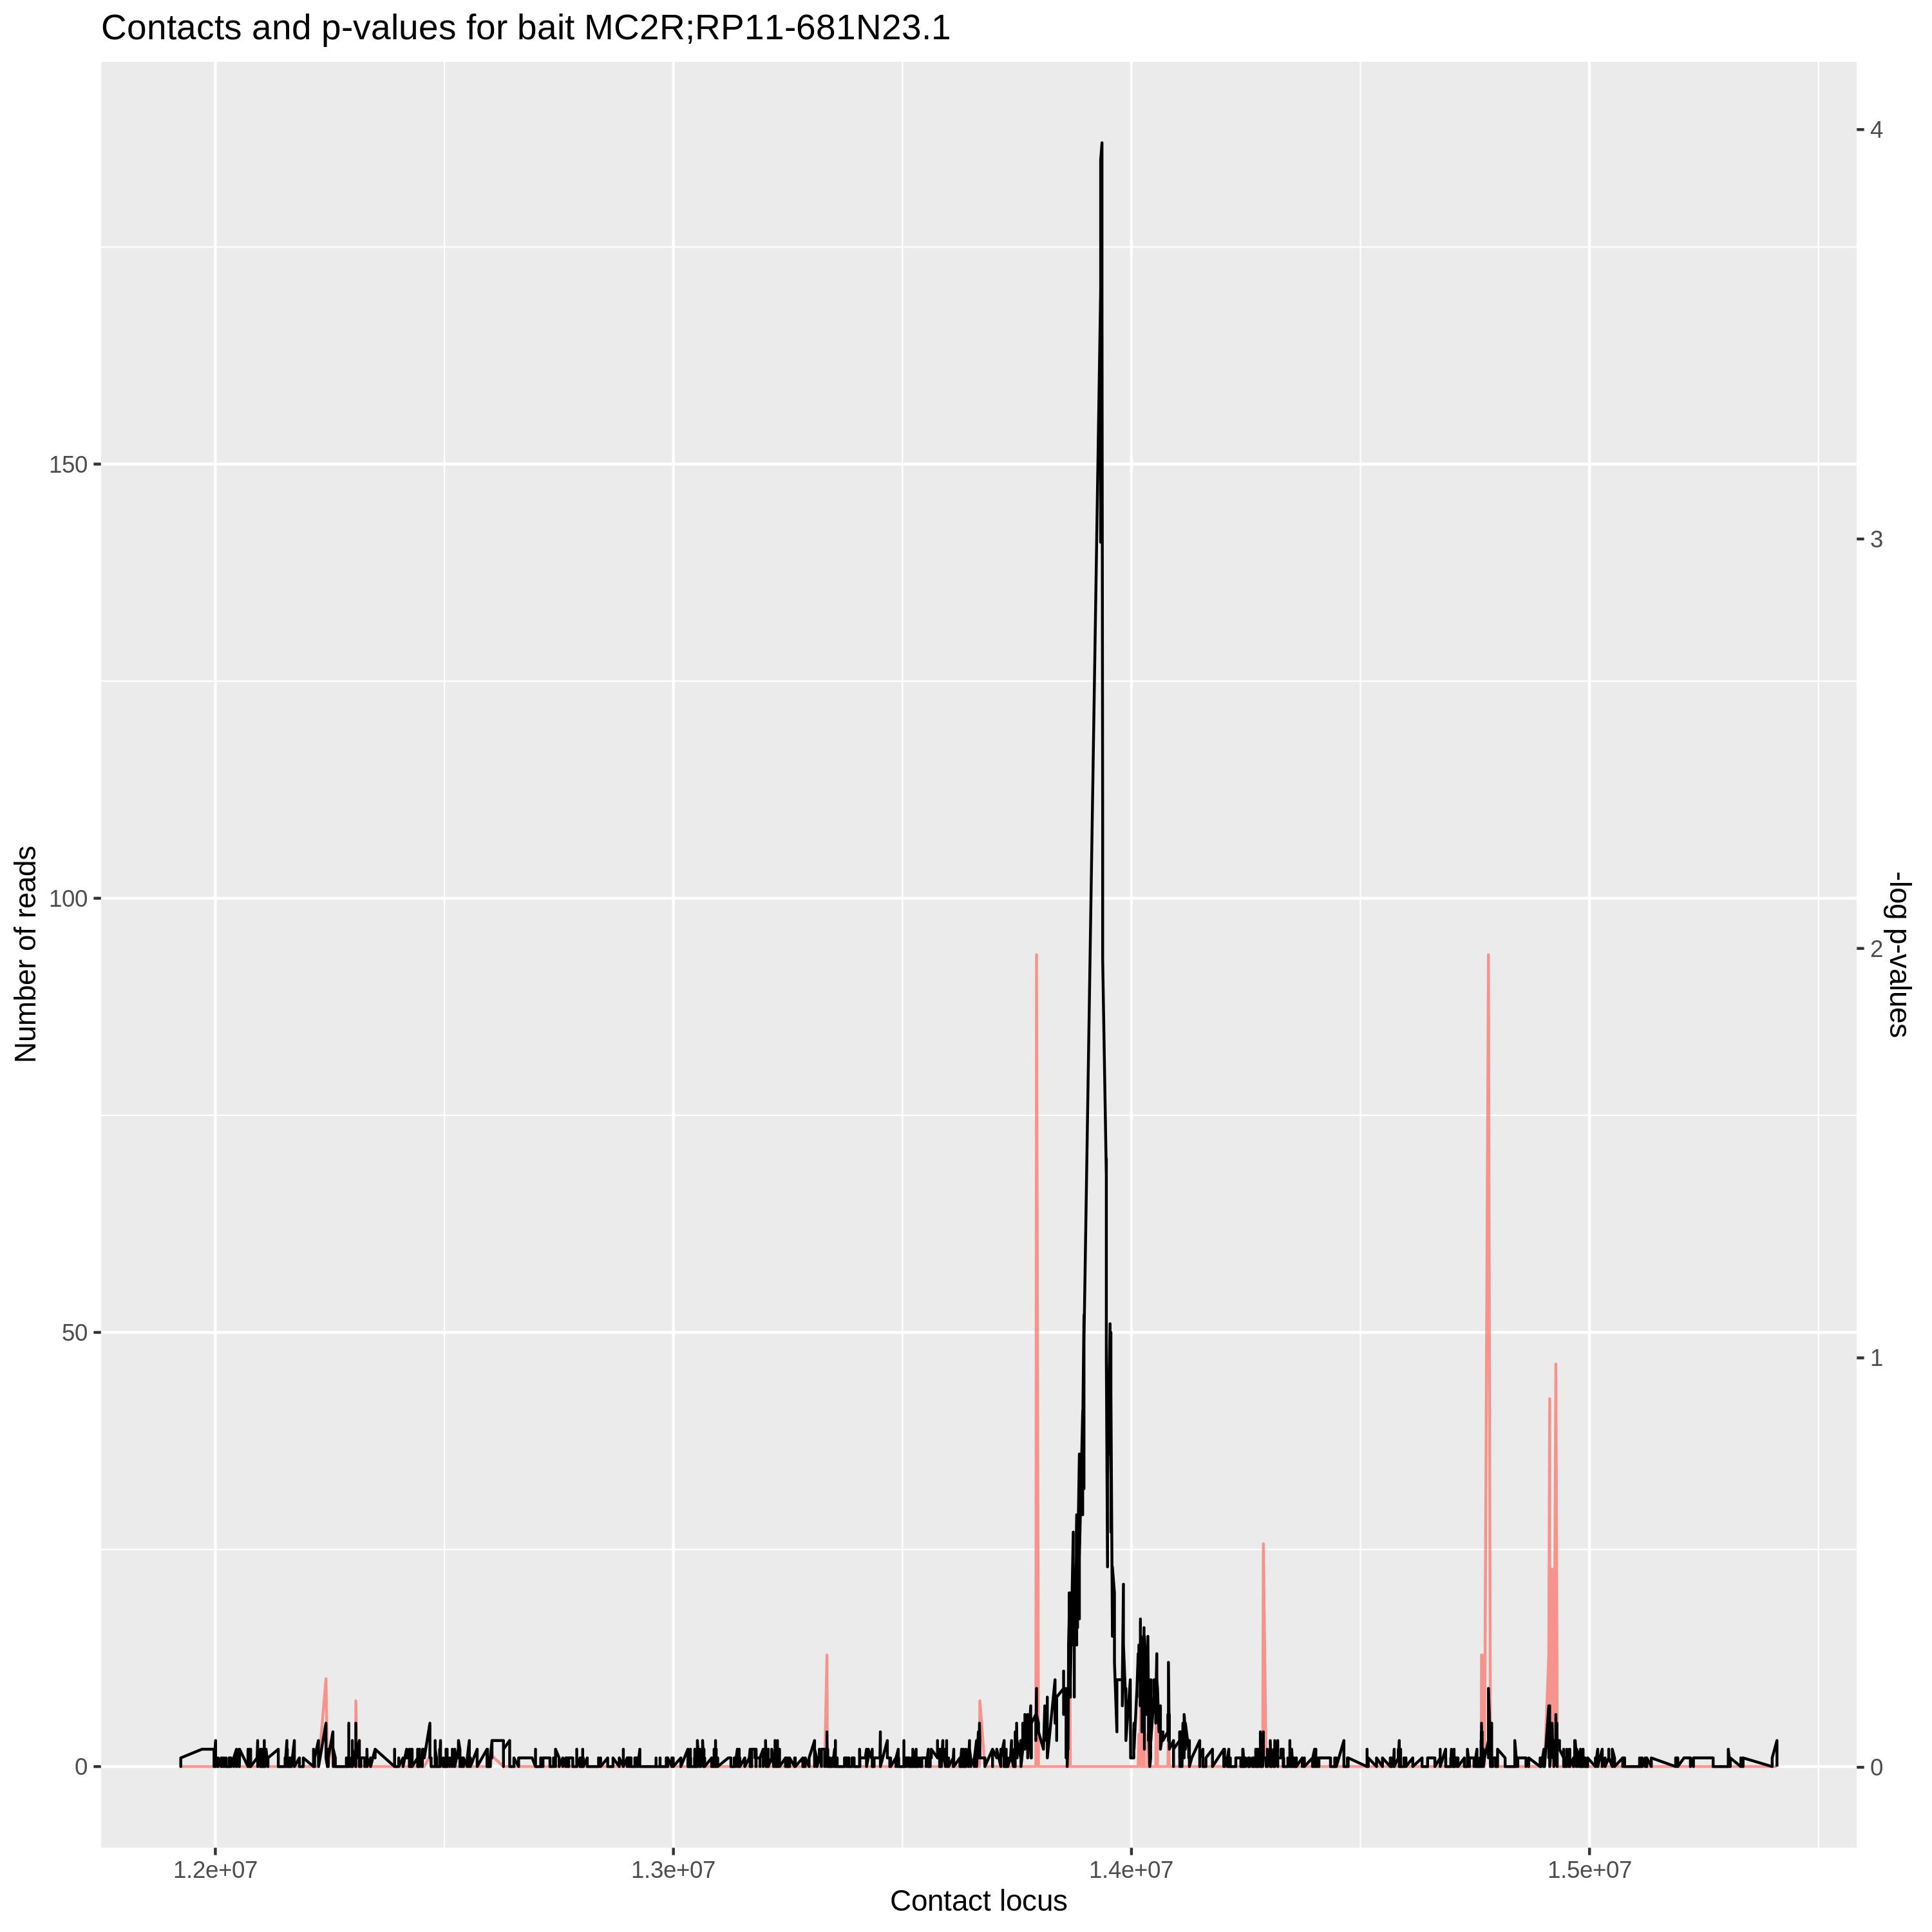 Contacts and p-values for bait MC2R;RP11-681N23.1
Number of reads
150
100
50
0
4
3
2
1
0
-log p-values
1.2e+07
1.3e+07
1.4e+07
1.5e+07
Contact locus